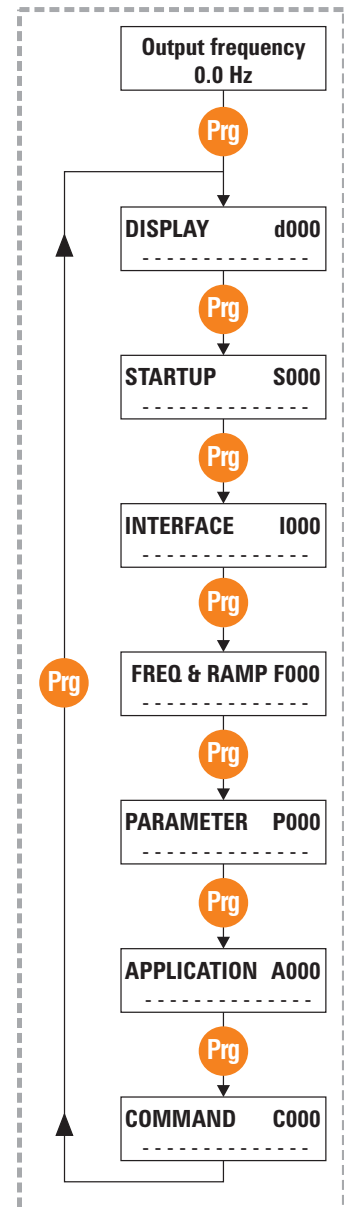 Output frequency
0.0 Hz
Prg
DISPLAY d000
- - - - - - - - - - - - - -
Prg
STARTUP S000
- - - - - - - - - - - - - -
Prg
INTERFACE I000
- - - - - - - - - - - - - -
Prg
FREQ & RAMP F000
- - - - - - - - - - - - - -
Prg
Prg
PARAMETER P000
- - - - - - - - - - - - - -
Prg
APPLICATION A000
- - - - - - - - - - - - - -
Prg
COMMAND C000
- - - - - - - - - - - - - -